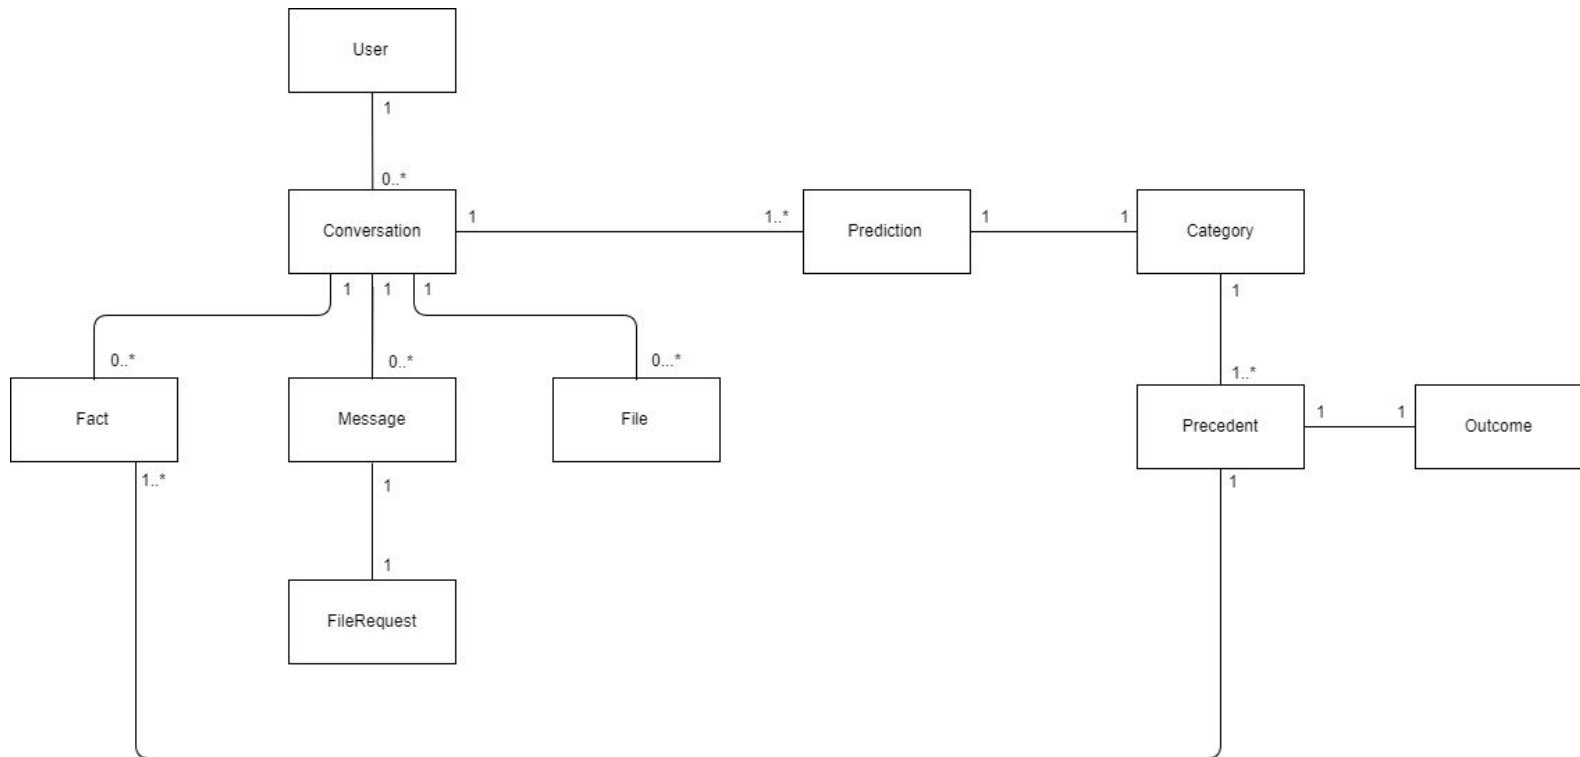 User
1
0..*
Conversation
1
1..*
Prediction
1
1
Category
1
1
1
1
0..*
0..*
0...*
1..*
Fact
Message
File
Precedent
1
1
Outcome
1..*
1
1
1
FileRequest